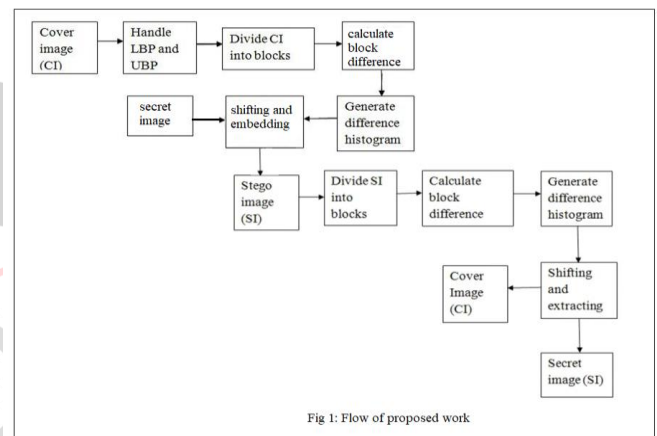 Cover
image
(CI)
Handle
LBP and
UBP
Divide CI
into blocks
calculate
block
difference
secret
image
shifting and
embedding
Generate
difference
histogram
Stego
image
(SI)
Divide SI
into
blocks
Calculate
block
difference
Generate
difference
histogram
Cover
Image
(CI)
Shifting
and
extracting
Secret
image (SI)
Fig 1: Flow of proposed work